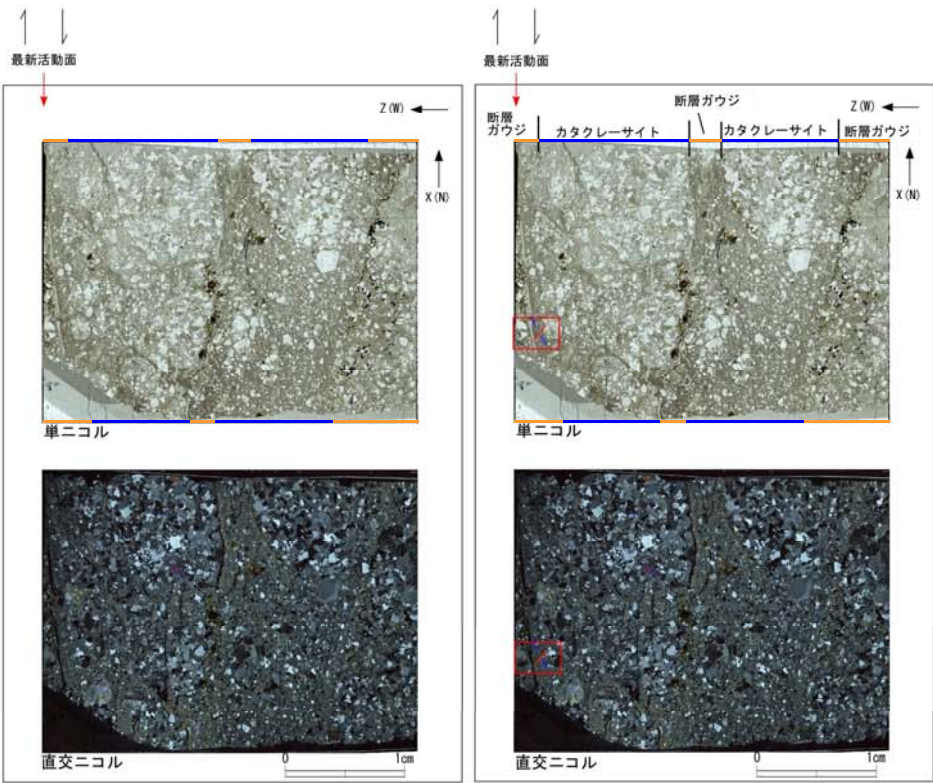 最新活動面
Z(W)
X(N)
単ニコル
直交ニコル
0
1cm
最新活動面
Z(W)
断層
ガウジ
カタクレーサイト
断層ガウジ
カタクレーサイト
断層ガウジ
X(N)
単ニコル
直交ニコル
0
1cm